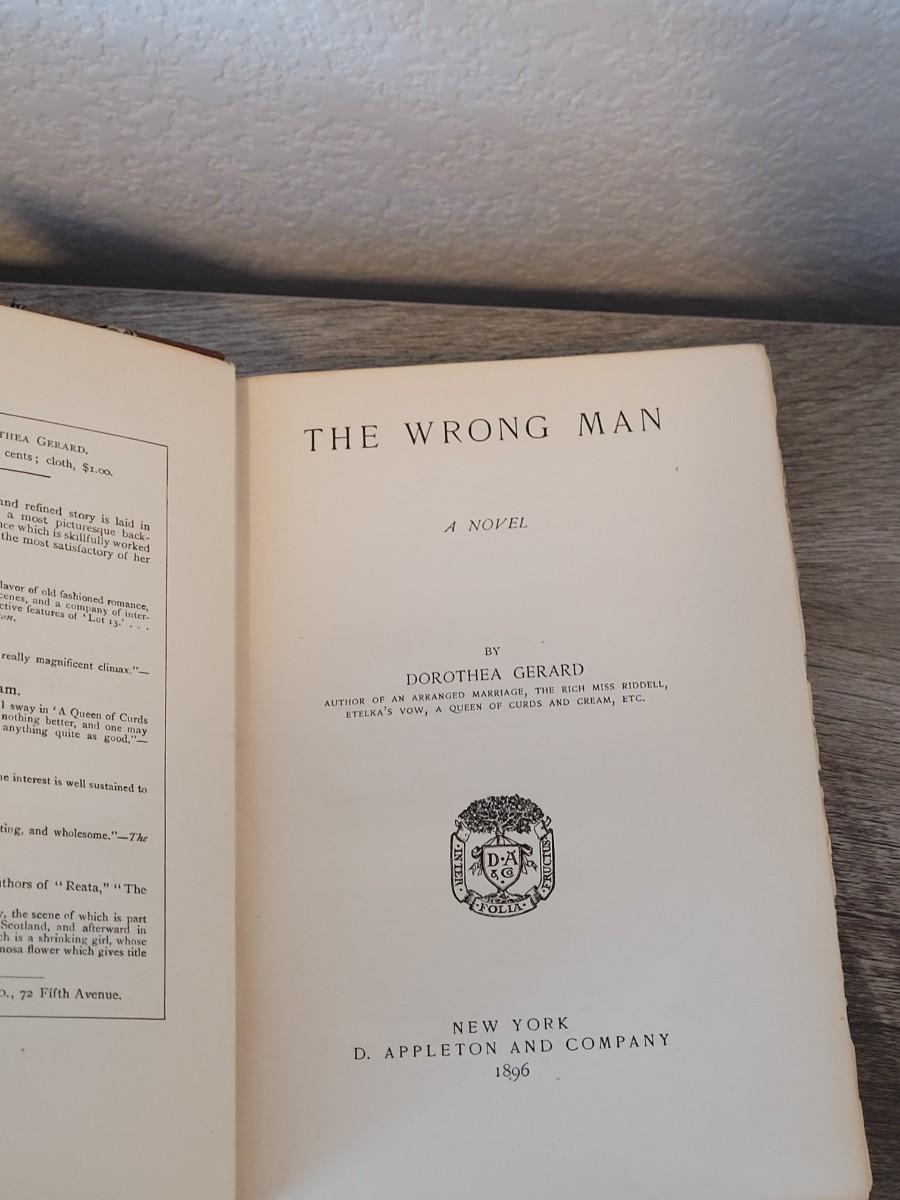 THEA GERARD.
cents; cloth, $1.00.
and refined story is laid in
a most picturesque back-
ce which is skillfully worked
the most satisfactory of her
lavor of old fashioned romance,
cenes, and a company of inter-
ctive features of 'Lot 13.' . . .
on.
really magnificent climax."—
am.
l sway in 'A Queen of Curds
nothing better, and one may
anything quite as good,"—
e interest is well sustained to
ting, and wholesome."—The
thors of "Reata," "The
y, the scene of which is part
Scotland, and afterward in
ch is a shrinking girl, whose
nosa flower which gives title
o., 72 Fifth Avenue.
THE WRONG MAN
A NOVEL
BY
DOROTHEA GERARD
AUTHOR OF AN ARRANGED MARRIAGE, THE RICH MISS RIDDELL,
ETELKA'S VOW, A QUEEN OF CURDS AND CREAM, ETC.
D·A
& Co
·INTER·
·FOLIA·
FRUCTUS·
NEW YORK
D. APPLETON AND COMPANY
1896